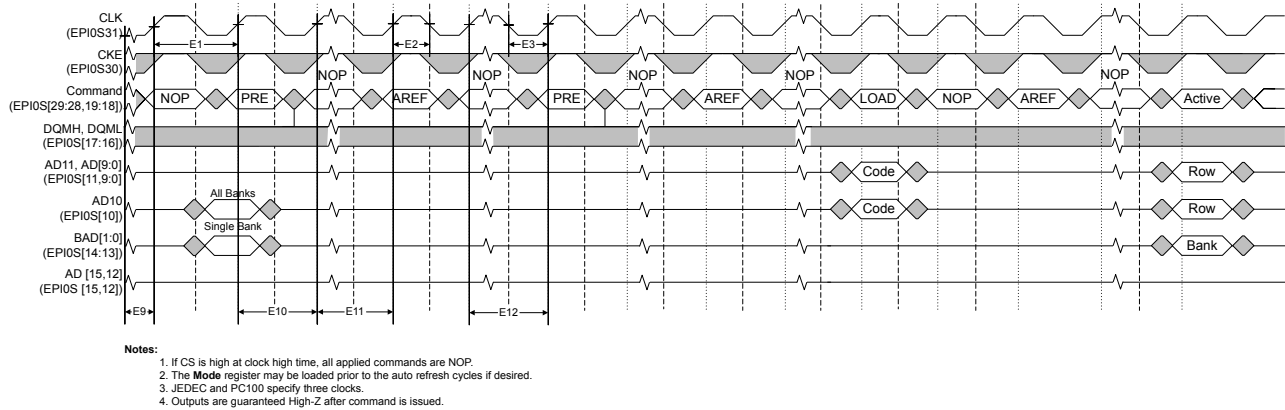 CLK
(EPI0S31)
E1
E2
E3
CKE
(EPI0S30)
NOP
NOP
NOP
NOP
NOP
Command
(EPI0S[29:28,19:18])
NOP
PRE
AREF
PRE
AREF
LOAD
NOP
AREF
Active
DQMH, DQML
(EPI0S[17:16])
AD11, AD[9:0]
(EPI0S[11,9:0]
Code
Row
All Banks
AD10
(EPI0S[10])
Code
Row
Single Bank
BAD[1:0]
(EPI0S[14:13])
Bank
AD [15,12]
(EPI0S [15,12])
E9
E10
E11
E12
Notes:
1. If CS is high at clock high time, all applied commands are NOP.
2. The Mode register may be loaded prior to the auto refresh cycles if desired.
3. JEDEC and PC100 specify three clocks.
4. Outputs are guaranteed High-Z after command is issued.